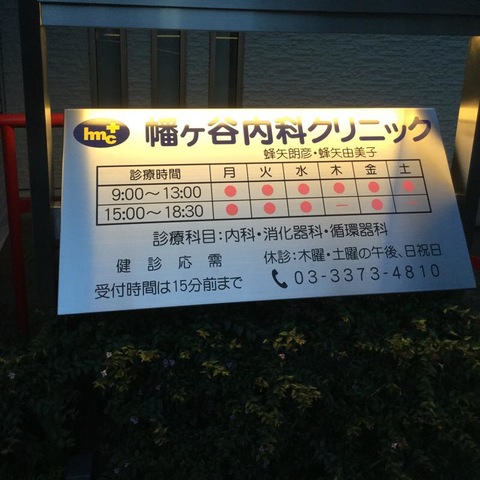 hmc 幡ヶ谷内科クリニック
蜂矢朗彦・蜂矢由美子
診療時間 月 火 水 木 金 土
9:00〜13:00 ● ● ● ● ● ●
15:00〜18:30 ● ● ● ー ● ー
診療科目:内科・消化器科・循環器科
健診応需 休診:木曜・土曜の午後、日祝日
受付時間は15分前まで 03-3373-4810